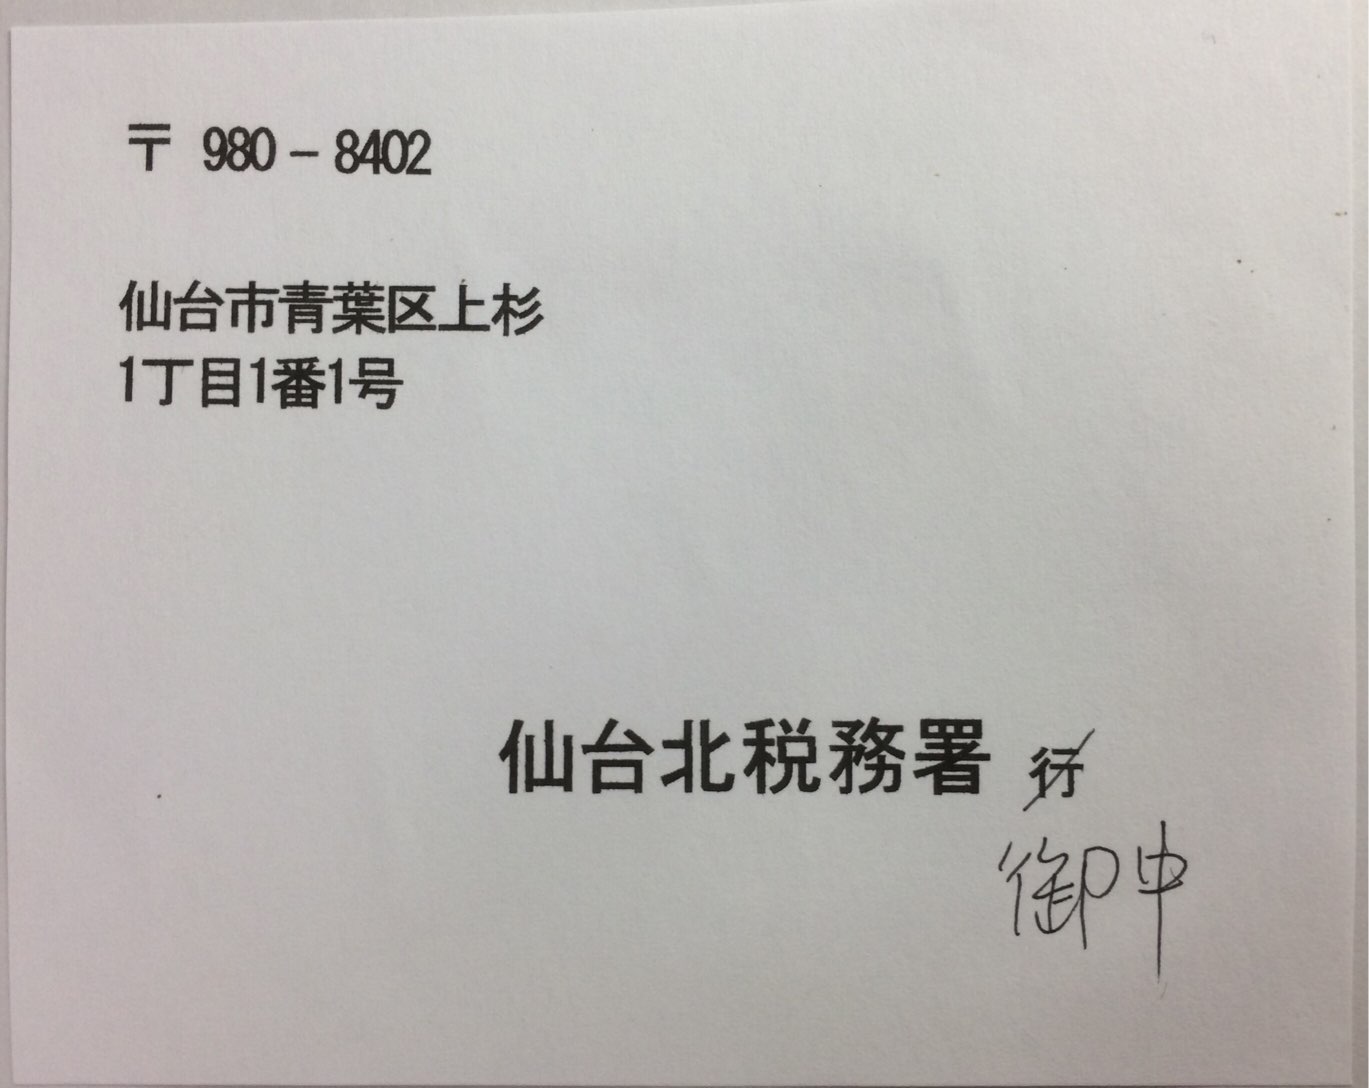 〒 980-8402
仙台市青葉区上杉
1丁目1番1号
仙台北税務署 行
御中